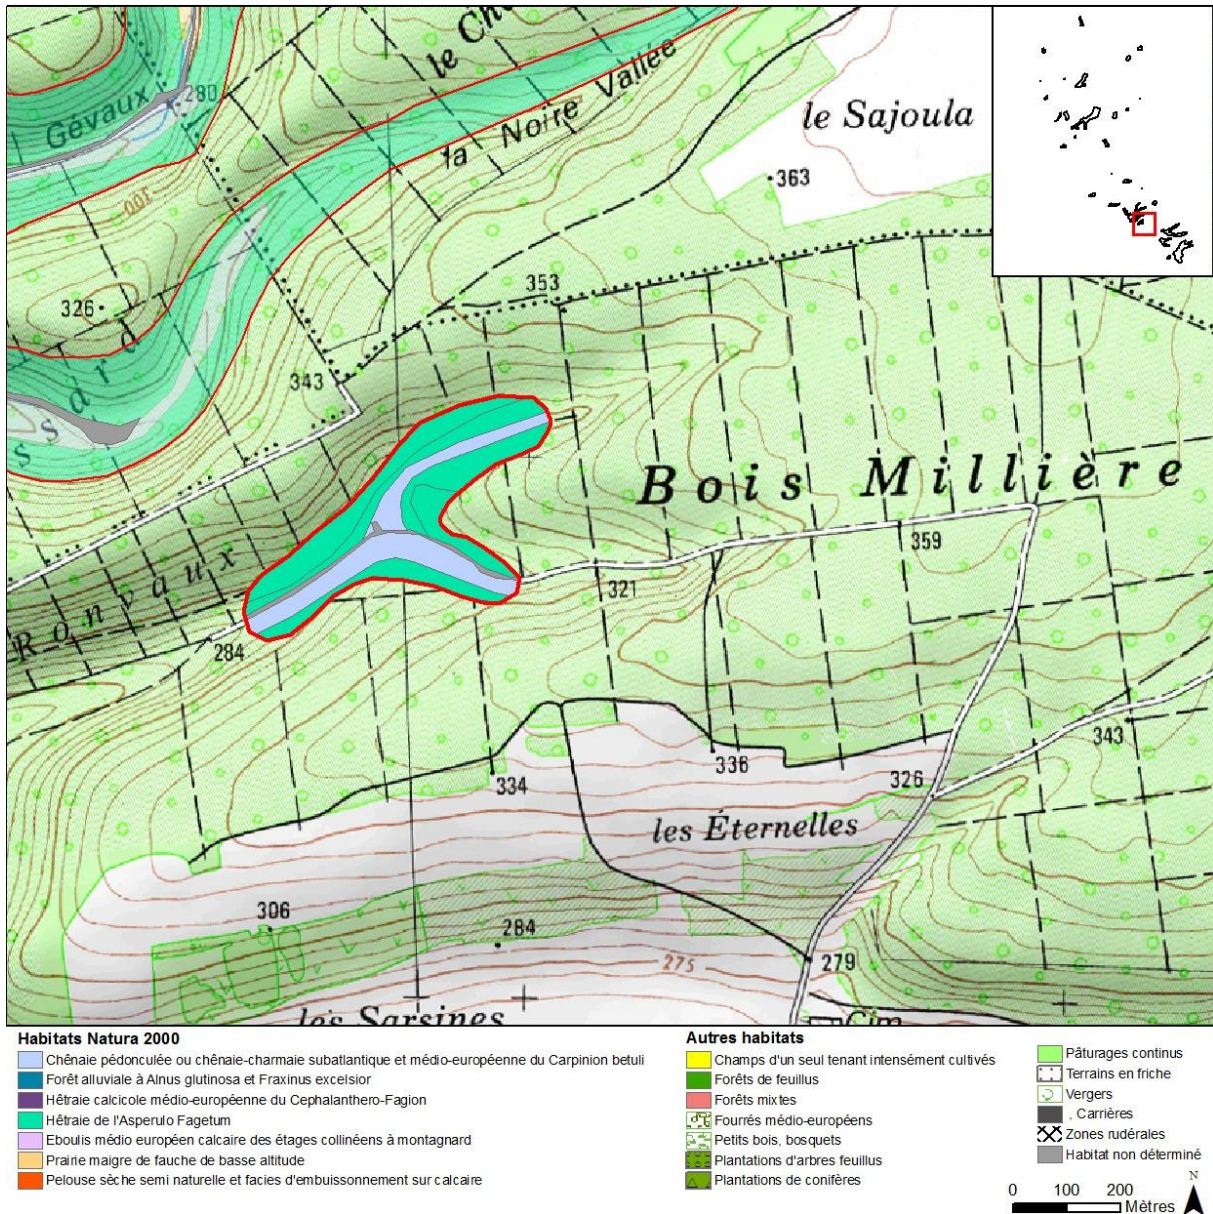 le Ch
Gévaux
280
la Noire Vallée
le Sajoula
363
100
326
353
343
ssdra
Bois Millière
359
Ronvaux
321
284
343
334
336
326
les Éternelles
306
284
275
279
les Sarsines
Cim
Habitats Natura 2000
Chênaie pédonculée ou chênaie-charmaie subatlantique et médio-européenne du Carpinion betuli
Forêt alluviale à Alnus glutinosa et Fraxinus excelsior
Hêtraie calcicole médio-européenne du Cephalanthero-Fagion
Hêtraie de l'Asperulo Fagetum
Eboulis médio européen calcaire des étages collinéens à montagnard
Prairie maigre de fauche de basse altitude
Pelouse sèche semi naturelle et facies d'embuissonnement sur calcaire
Autres habitats
Champs d'un seul tenant intensément cultivés
Forêts de feuillus
Forêts mixtes
Fourrés médio-européens
Petits bois, bosquets
Plantations d'arbres feuillus
Plantations de conifères
Pâturages continus
Terrains en friche
Vergers
, Carrières
Zones rudérales
Habitat non déterminé
N
0 100 200
Mètres